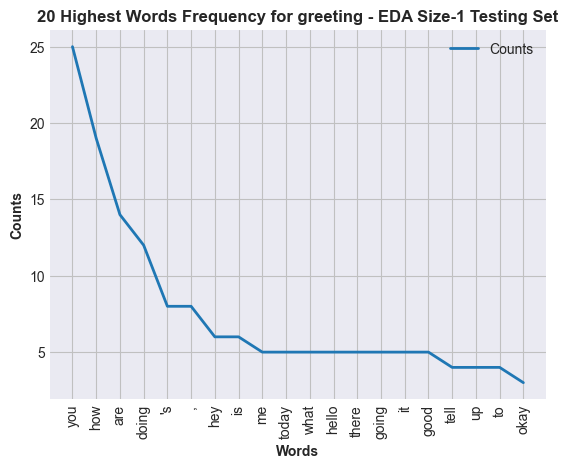 20 Highest Words Frequency for greeting - EDA Size-1 Testing Set
Counts
25
20
15
10
5
Counts
you
how
are
doing
's
,
hey
is
me
today
what
hello
there
going
it
good
tell
up
to
okay
Words